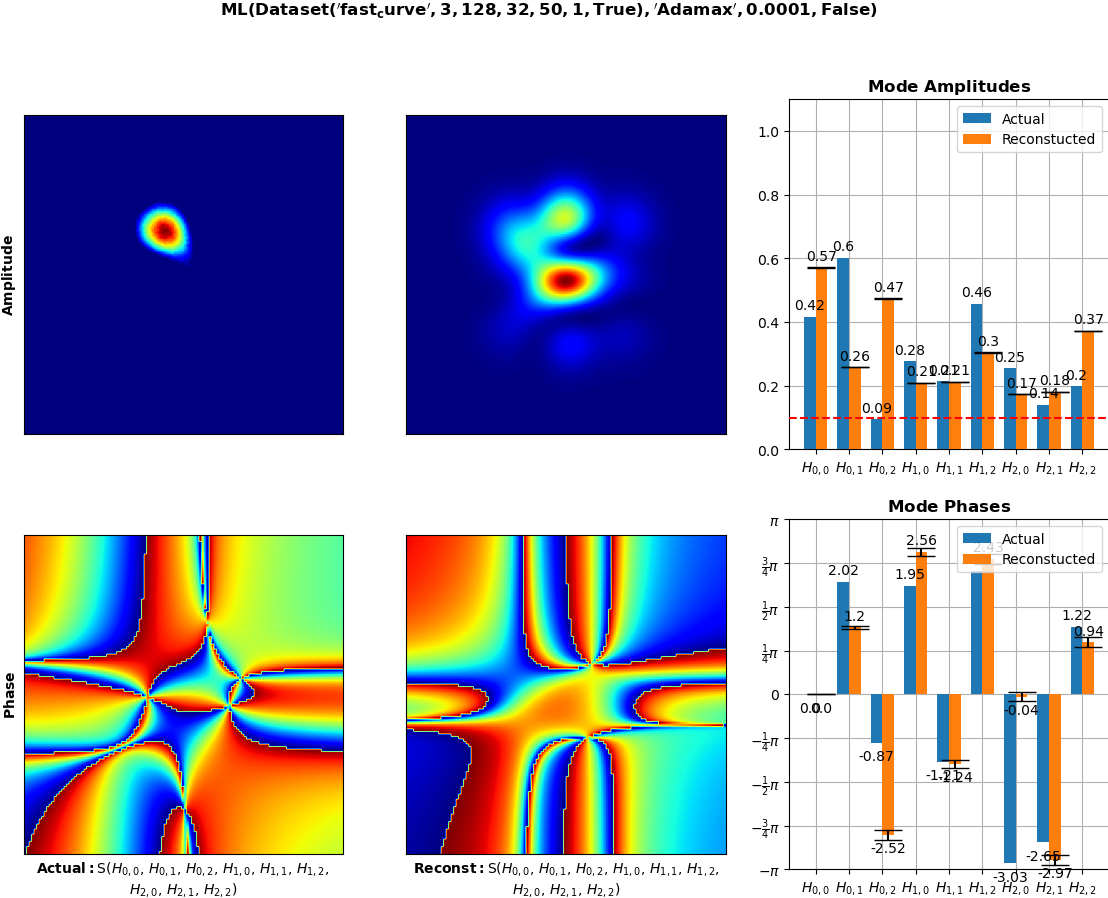 ML(Dataset('fast_curve', 3, 128, 32, 50, 1, True), 'Adamax', 0.0001, False)
Amplitude
Mode Amplitudes
Actual
Reconstucted
1.0
0.8
0.6
0.4
0.2
0.0
0.42
0.57
0.6
0.26
0.09
0.47
0.28
0.21
0.21
0.21
0.46
0.3
0.25
0.17
0.14
0.18
0.2
0.37
H0,0 H0,1 H0,2 H1,0 H1,1 H1,2 H2,0 H2,1 H2,2
Phase
Mode Phases
Actual
Reconstucted
π
3/4π
1/2π
1/4π
0
−1/4π
−1/2π
−3/4π
−π
0.0
0.0
2.02
1.2
-0.87
-2.52
1.95
2.56
-1.21
-1.24
2.43
-3.03
-0.04
-2.65
-2.97
1.22
0.94
H0,0 H0,1 H0,2 H1,0 H1,1 H1,2 H2,0 H2,1 H2,2
Actual: S(H0,0, H0,1, H0,2, H1,0, H1,1, H1,2,
H2,0, H2,1, H2,2)
Reconst: S(H0,0, H0,1, H0,2, H1,0, H1,1, H1,2,
H2,0, H2,1, H2,2)